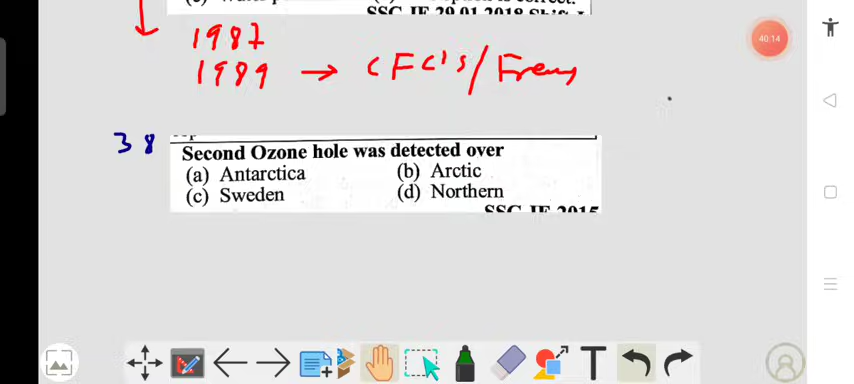 1987
1989 → CFC's/
40:14
38
Second Ozone hole was detected over
(a) Antarctica (b) Arctic
(c) Sweden (d) Northern
SSC JE 2015
T